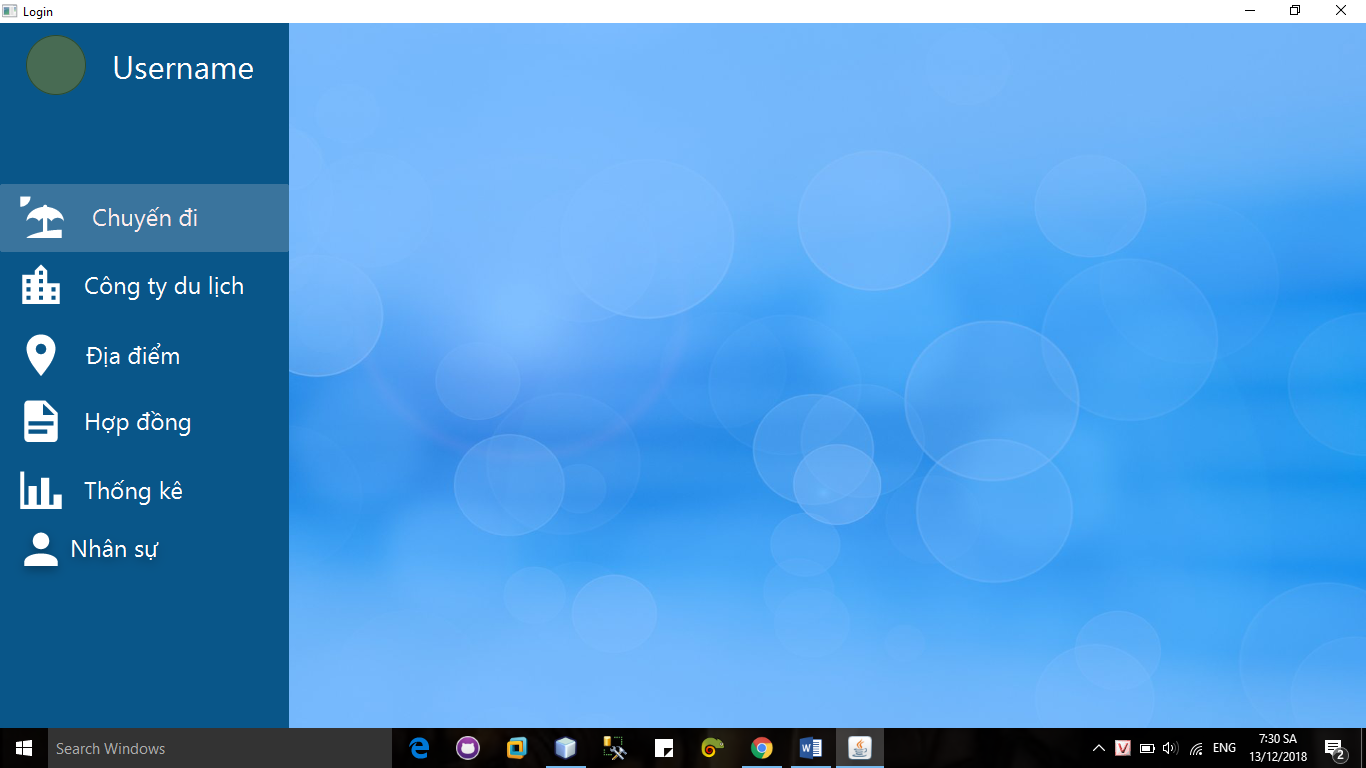 Login
Username
Chuyến đi
Công ty du lịch
Địa điểm
Hợp đồng
Thống kê
Nhân sự
Search Windows
ENG
7:30 SA
13/12/2018
2